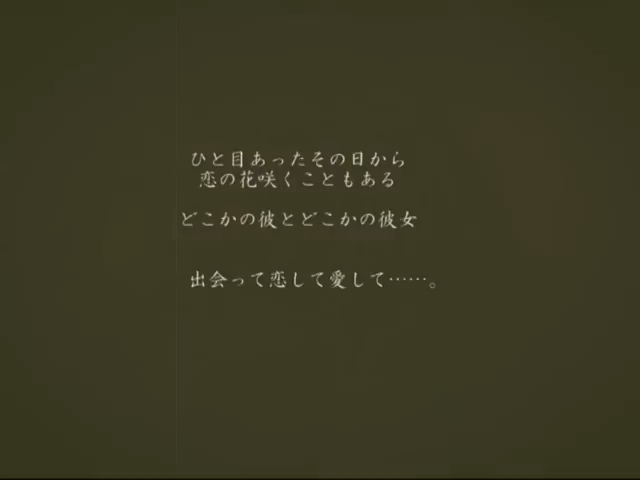 ひと目あったその日から
恋の花咲くこともある
どこかの彼とどこかの彼女
出会って恋して愛して……。